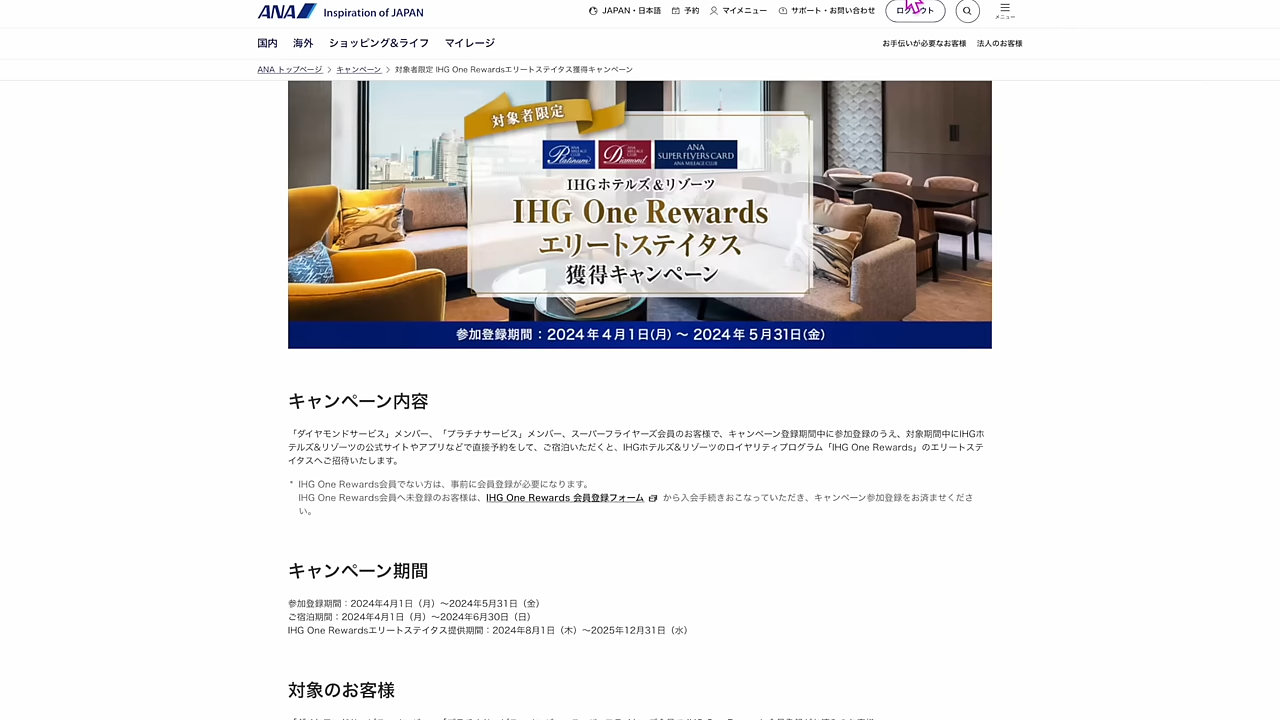 ANA Inspiration of JAPAN
JAPAN・日本語 予約 マイメニュー サポート・お問い合わせ
メニュー
国内 海外 ショッピング&ライフ マイレージ
お手伝いが必要なお客様 法人のお客様
ANA トップページ > キャンペーン > 対象者限定 IHG One Rewardsエリートステイタス獲得キャンペーン
対象者限定
ANA MILEAGE CLUB Platinum ANA MILEAGE CLUB Diamond ANA SUPER FLYERS CARD ANA MILEAGE CLUB
IHGホテルズ&リゾーツ
IHG One Rewards
エリートステイタス
獲得キャンペーン
参加登録期間:2024年4月1日(月) ~ 2024年5月31日(金)
キャンペーン内容
「ダイヤモンドサービス」メンバー、「プラチナサービス」メンバー、スーパーフライヤーズ会員のお客様で、キャンペーン登録期間中に参加登録のうえ、対象期間中にIHGホ
テルズ&リゾーツの公式サイトやアプリなどで直接予約をして、ご宿泊いただくと、IHGホテルズ&リゾーツのロイヤリティプログラム「IHG One Rewards」のエリートステ
イタスへご招待いたします。
* IHG One Rewards会員でない方は、事前に会員登録が必要になります。
IHG One Rewards会員へ未登録のお客様は、IHG One Rewards 会員登録フォーム から入会手続きおこなっていただき、キャンペーン参加登録をお済ませくださ
い。
キャンペーン期間
参加登録期間:2024年4月1日(月)~2024年5月31日(金)
ご宿泊期間:2024年4月1日(月)~2024年6月30日(日)
IHG One Rewardsエリートステイタス提供期間:2024年8月1日(木)~2025年12月31日(水)
対象のお客様